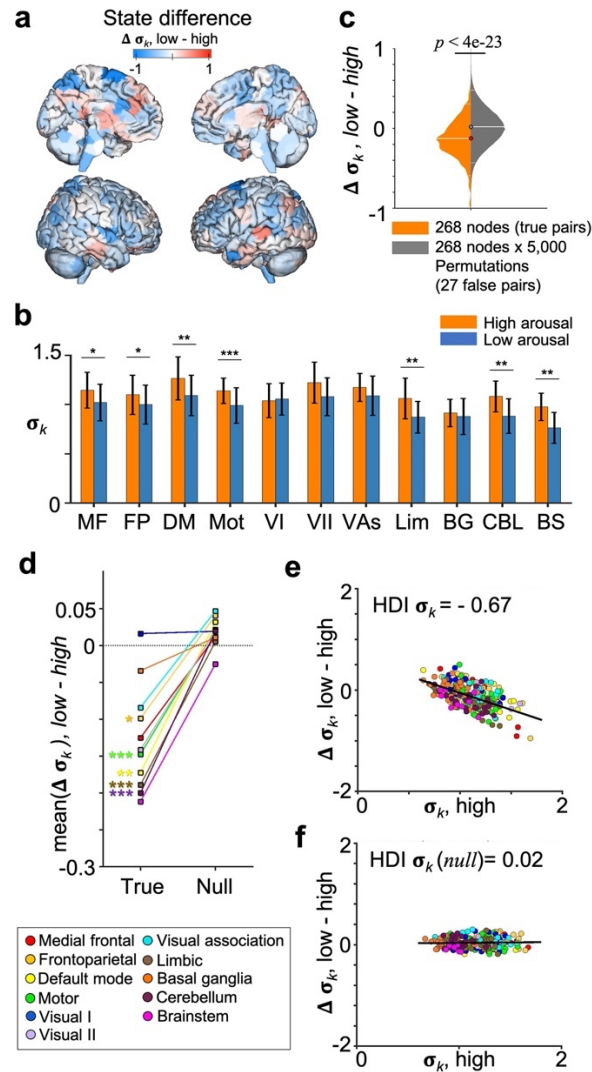 a
State difference
Δ σk, low - high
-1 1
c
p < 4e-23
1
0
-1
Δ σk , low - high
268 nodes (true pairs)
268 nodes x 5,000
Permutations
(27 false pairs)
b
High arousal
Low arousal
1.5
σk
0
* * ** *** ** ** **
MF FP DM Mot VI VII VAs Lim BG CBL BS
d
0.05
0
-0.3
mean(Δ σk ), low - high
*
***
**
***
***
True Null
Medial frontal
Frontoparietal
Default mode
Motor
Visual I
Visual II
Visual association
Limbic
Basal ganglia
Cerebellum
Brainstem
e
HDI σk = - 0.67
2
0
-2
Δ σk, low - high
0 2
σk, high
f
HDI σk (null)= 0.02
2
0
-2
Δ σk, low - high
0 2
σk, high